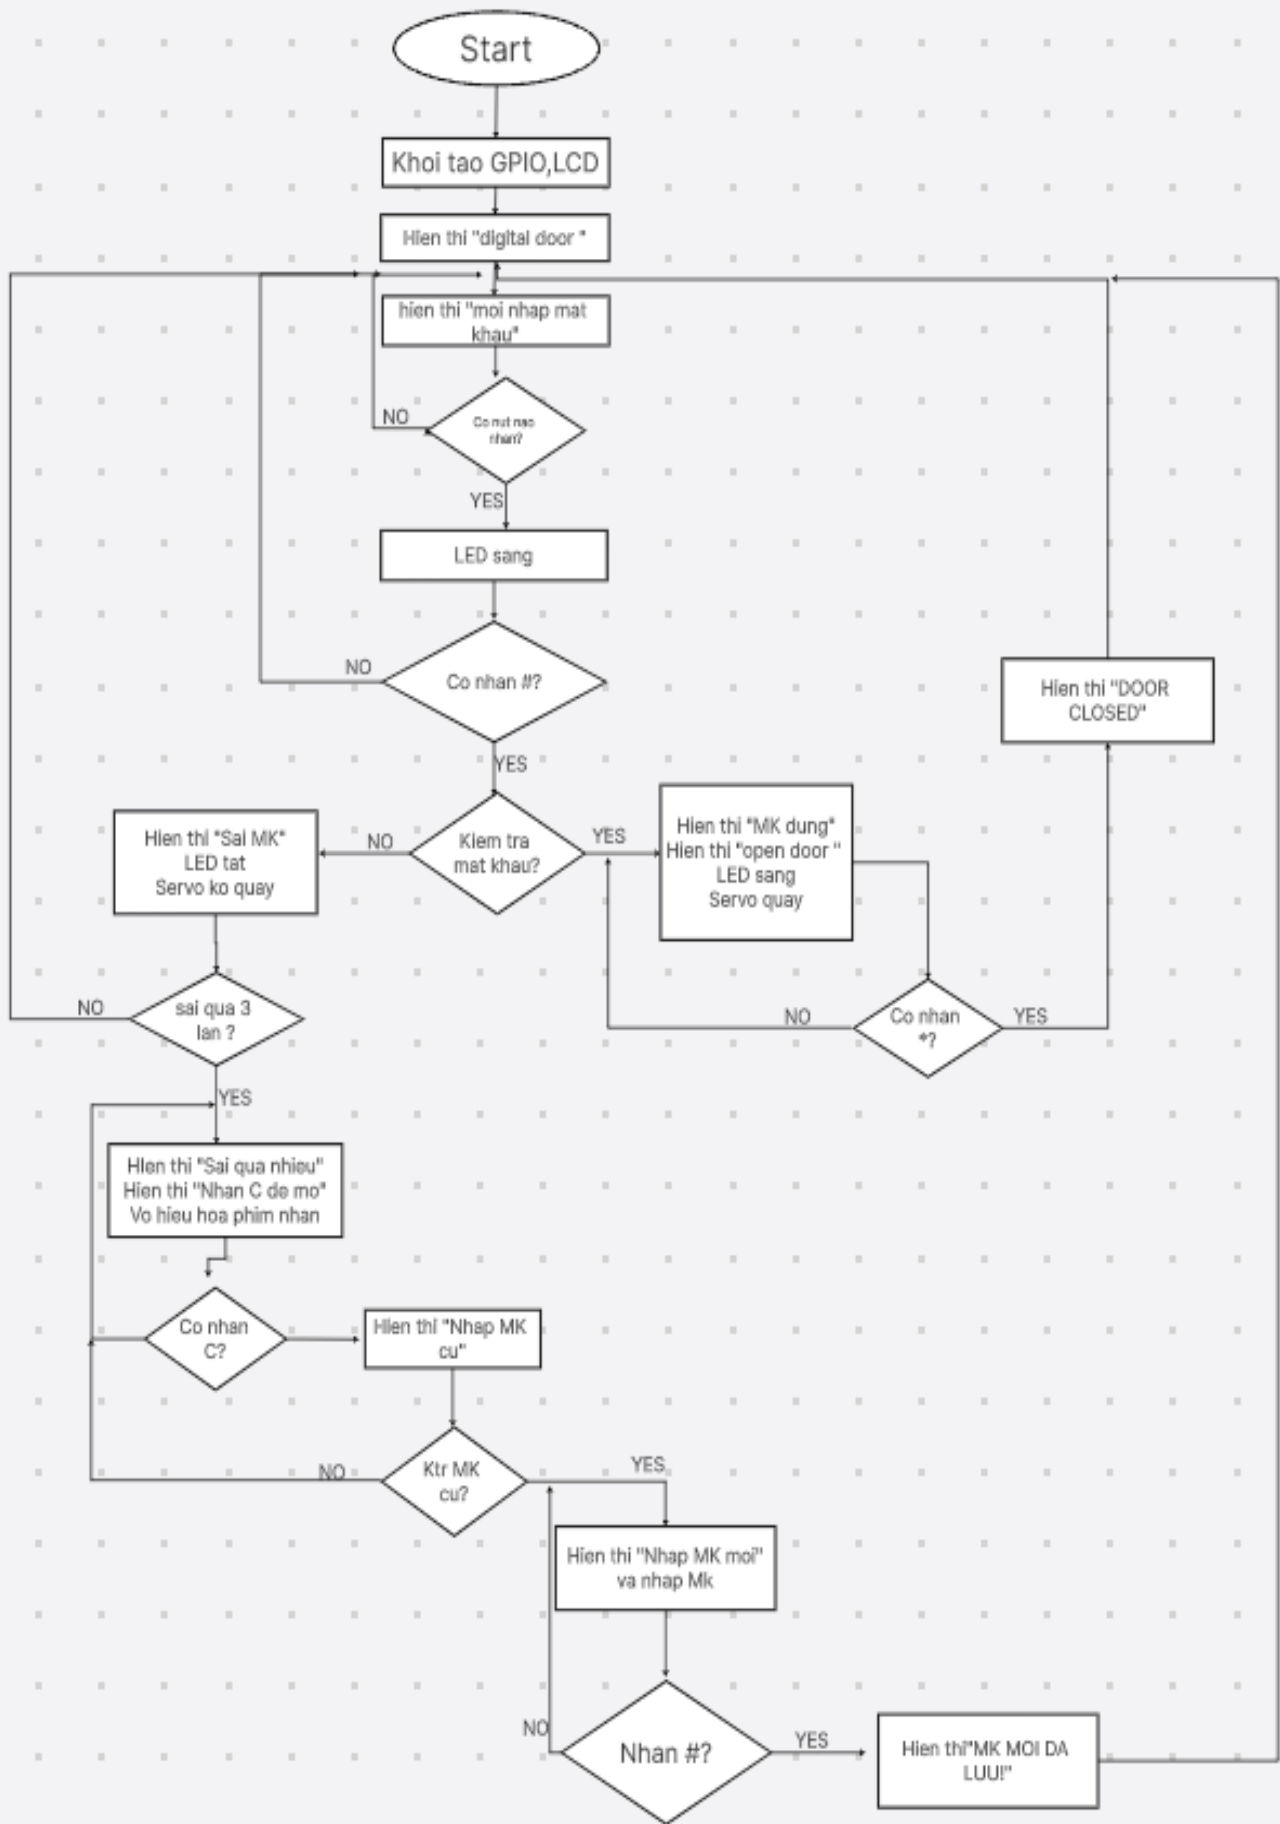 Start
Khoi tao GPIO,LCD
Hien thi "digital door "
hien thi "moi nhap mat
khau"
NO
Co nut nao
nhan?
YES
LED sang
NO
Co nhan #?
YES
Hien thi "DOOR
CLOSED"
Hien thi "Sai MK"
LED tat
Servo ko quay
NO
Kiem tra
mat khau?
YES
Hien thi "MK dung"
Hien thi "open door "
LED sang
Servo quay
NO
sai qua 3
lan ?
NO
Co nhan
*?
YES
YES
HIen thi "Sai qua nhieu"
Hien thi "Nhan C de mo"
Vo hieu hoa phim nhan
Co nhan
C?
Hien thi "Nhap MK
cu"
NO
Ktr MK
cu?
YES
Hien thi "Nhap MK moi"
va nhap Mk
NO
Nhan #?
YES
Hien thi"MK MOI DA
LUU!"